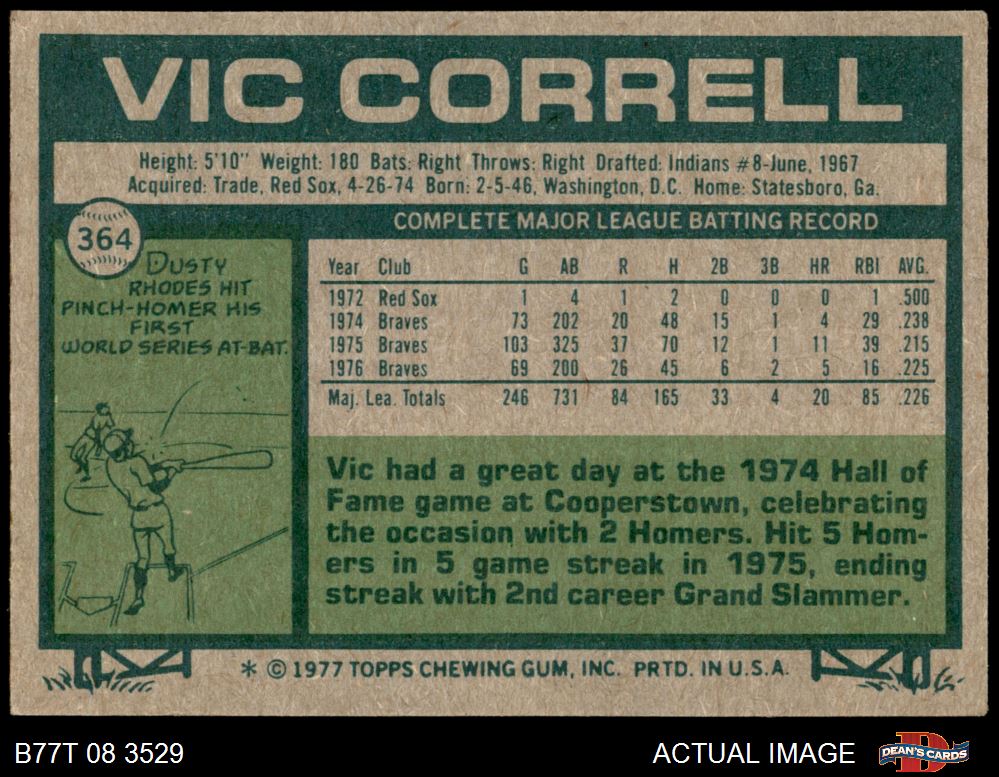 VIC CORRELL
Height: 5'10" Weight: 180 Bats: Right Throws: Right Drafted: Indians #8-June, 1967
Acquired: Trade, Red Sox, 4-26-74 Born: 2-5-46, Washington, D.C. Home: Statesboro, Ga.
364
DUSTY
RHODES HIT
PINCH-HOMER HIS
FIRST
WORLD SERIES AT-BAT.
COMPLETE MAJOR LEAGUE BATTING RECORD
Year Club G AB R H 2B 3B HR RBI AVG.
1972 Red Sox 1 4 1 2 0 0 0 1 .500
1974 Braves 73 202 20 48 15 1 4 29 .238
1975 Braves 103 325 37 70 12 1 11 39 .215
1976 Braves 69 200 26 45 6 2 5 16 .225
Maj. Lea. Totals 246 731 84 165 33 4 20 85 .226
Vic had a great day at the 1974 Hall of
Fame game at Cooperstown, celebrating
the occasion with 2 Homers. Hit 5 Hom-
ers in 5 game streak in 1975, ending
streak with 2nd career Grand Slammer.
* © 1977 TOPPS CHEWING GUM, INC. PRTD. IN U.S.A.
B77T 08 3529
ACTUAL IMAGE
DEAN'S CARDS